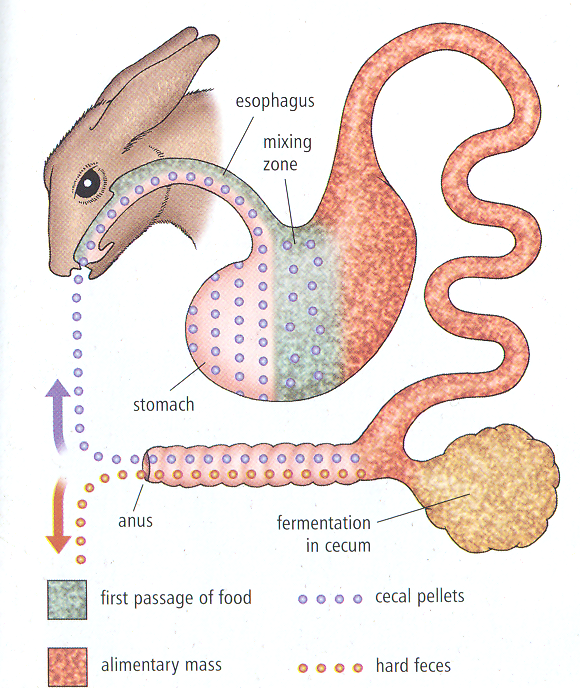 esophagus
mixing
zone
stomach
anus
fermentation
in cecum
first passage of food
cecal pellets
alimentary mass
hard feces